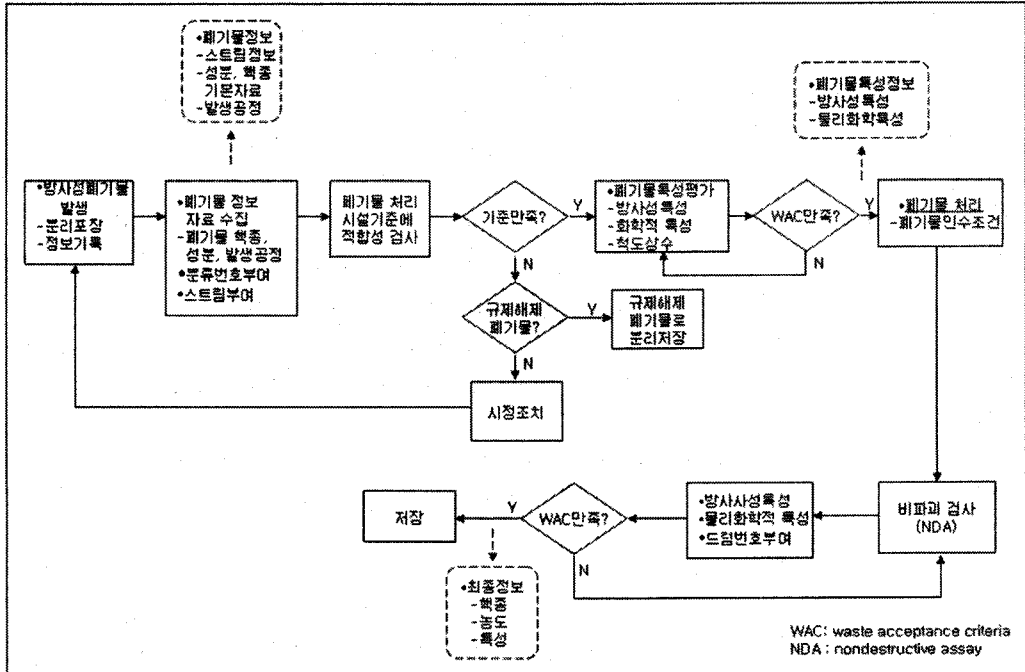 •폐기물정보
-스트림정보
-성분, 핵종
기본자료
-발생공정
•폐기물특성정보
-방사성특성
-물리화학특성
•방사성폐기물
발생
-분리포장
-정보기록
•폐기물 정보
자료 수집
-폐기물 핵종,
성분, 발생공정
•분류번호부여
•스트림부여
폐기물 처리
시설기준에
적합성 검사
기준만족?
Y
N
•폐기물특성평가
-방사성특성
-화학적 특성
-척도상수
WAC만족?
Y
N
•폐기물 처리
-폐기물인수조건
규제해제
폐기물?
Y
N
규제해제
폐기물로
분리저장
시정조치
저장
Y
WAC만족?
N
•방사사성특성
•물리화학적 특성
•드럼번호부여
비파괴 검사
(NDA)
•최종정보
-핵종
-농도
-특성
WAC: waste acceptance criteria
NDA : nondestructive assay